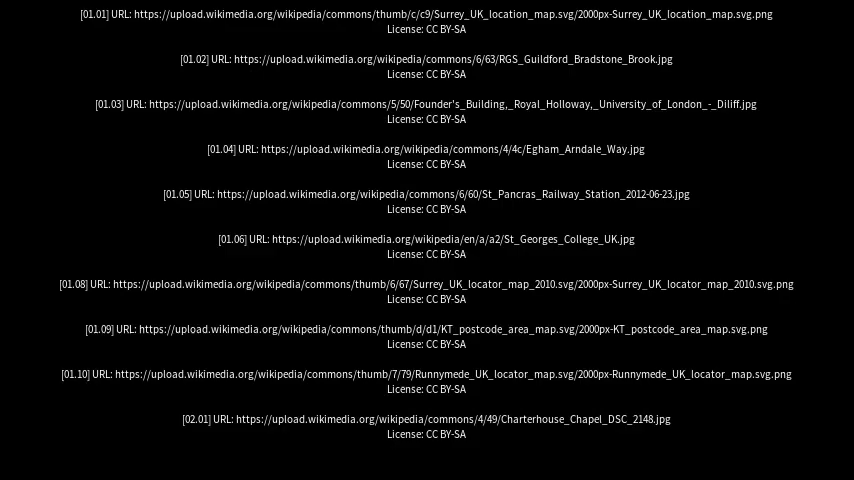 [01.01] URL: https://upload.wikimedia.org/wikipedia/commons/thumb/c/c9/Surrey_UK_location_map.svg/2000px-Surrey_UK_location_map.svg.png
License: CC BY-SA
[01.02] URL: https://upload.wikimedia.org/wikipedia/commons/6/63/RGS_Guildford_Bradstone_Brook.jpg
License: CC BY-SA
[01.03] URL: https://upload.wikimedia.org/wikipedia/commons/5/50/Founder's_Building,_Royal_Holloway,_University_of_London_-_Diliff.jpg
License: CC BY-SA
[01.04] URL: https://upload.wikimedia.org/wikipedia/commons/4/4c/Egham_Arndale_Way.jpg
License: CC BY-SA
[01.05] URL: https://upload.wikimedia.org/wikipedia/commons/6/60/St_Pancras_Railway_Station_2012-06-23.jpg
License: CC BY-SA
[01.06] URL: https://upload.wikimedia.org/wikipedia/en/a/a2/St_Georges_College_UK.jpg
License: CC BY-SA
[01.08] URL: https://upload.wikimedia.org/wikipedia/commons/thumb/6/67/Surrey_UK_locator_map_2010.svg/2000px-Surrey_UK_locator_map_2010.svg.png
License: CC BY-SA
[01.09] URL: https://upload.wikimedia.org/wikipedia/commons/thumb/d/d1/KT_postcode_area_map.svg/2000px-KT_postcode_area_map.svg.png
License: CC BY-SA
[01.10] URL: https://upload.wikimedia.org/wikipedia/commons/thumb/7/79/Runnymede_UK_locator_map.svg/2000px-Runnymede_UK_locator_map.svg.png
License: CC BY-SA
[02.01] URL: https://upload.wikimedia.org/wikipedia/commons/4/49/Charterhouse_Chapel_DSC_2148.jpg
License: CC BY-SA